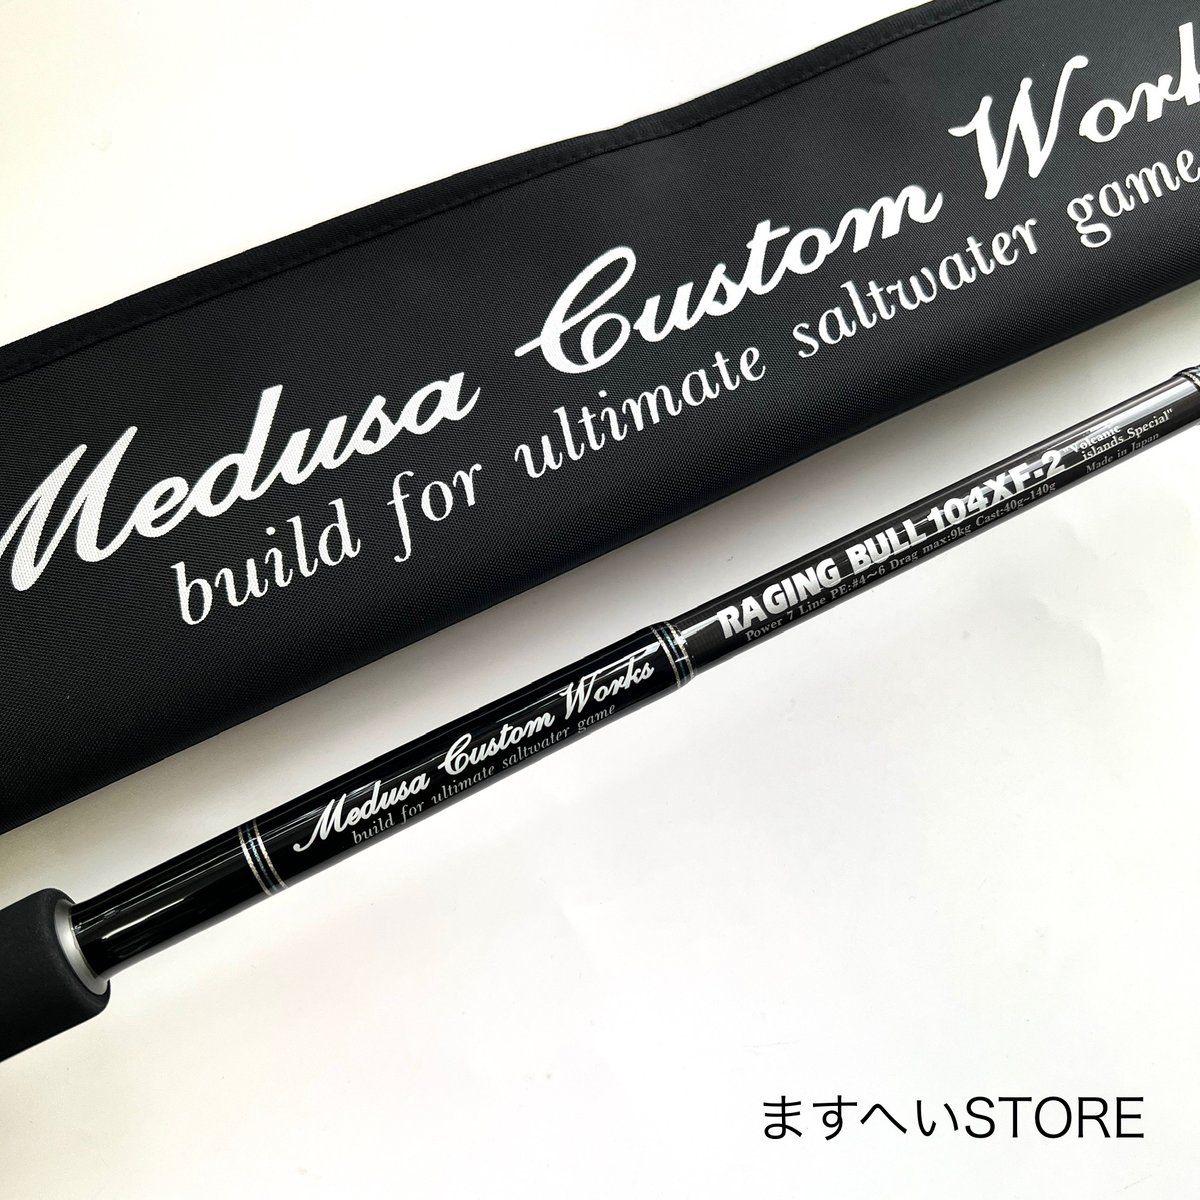 Medusa Custom Works
build for ultimate saltwater game
RAGING BULL 104XF-2
"Volcanic
islands Special"
Power 7 Line PE:#4〜6 Drag max:9kg Cast:40g~140g
Made in Japan
Medusa Custom Works
build for ultimate saltwater game
ますへいSTORE